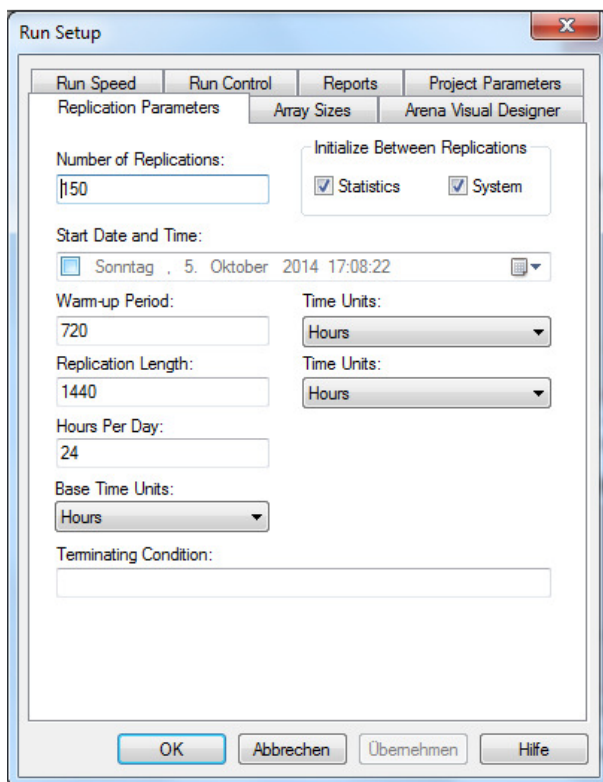 Run Setup
Run Speed Run Control Reports Project Parameters
Replication Parameters Array Sizes Arena Visual Designer
Number of Replications:
150
Initialize Between Replications
Statistics System
Start Date and Time:
Sonntag , 5. Oktober 2014 17:08:22
Warm-up Period: Time Units:
720 Hours
Replication Length: Time Units:
1440 Hours
Hours Per Day:
24
Base Time Units:
Hours
Terminating Condition:
OK Abbrechen Übernehmen Hilfe